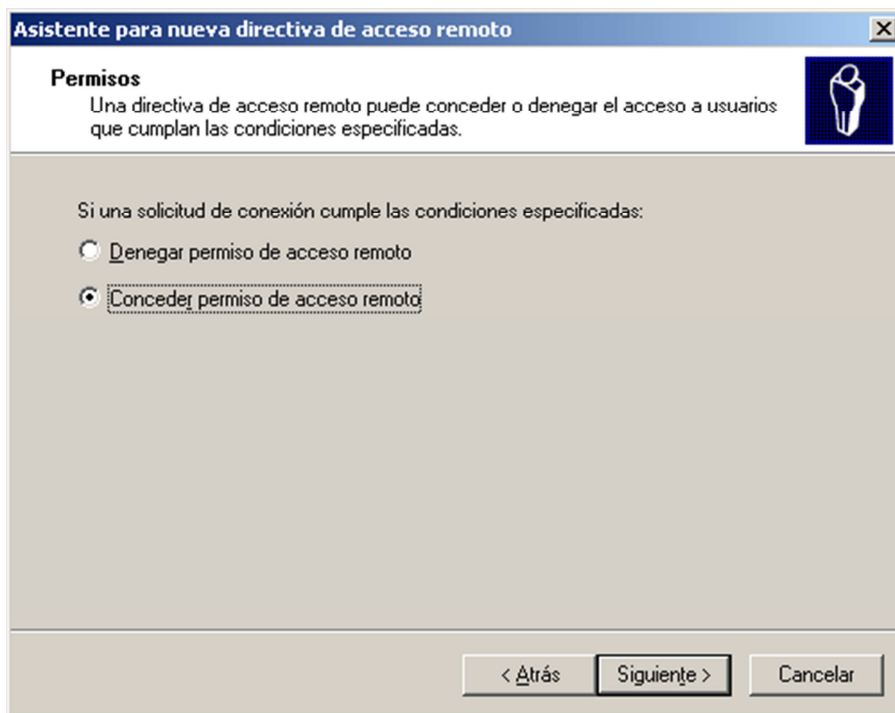 Asistente para nueva directiva de acceso remoto
Permisos
Una directiva de acceso remoto puede conceder o denegar el acceso a usuarios
que cumplan las condiciones especificadas.
Si una solicitud de conexión cumple las condiciones especificadas:
Denegar permiso de acceso remoto
Conceder permiso de acceso remoto
< Atrás
Siguiente >
Cancelar